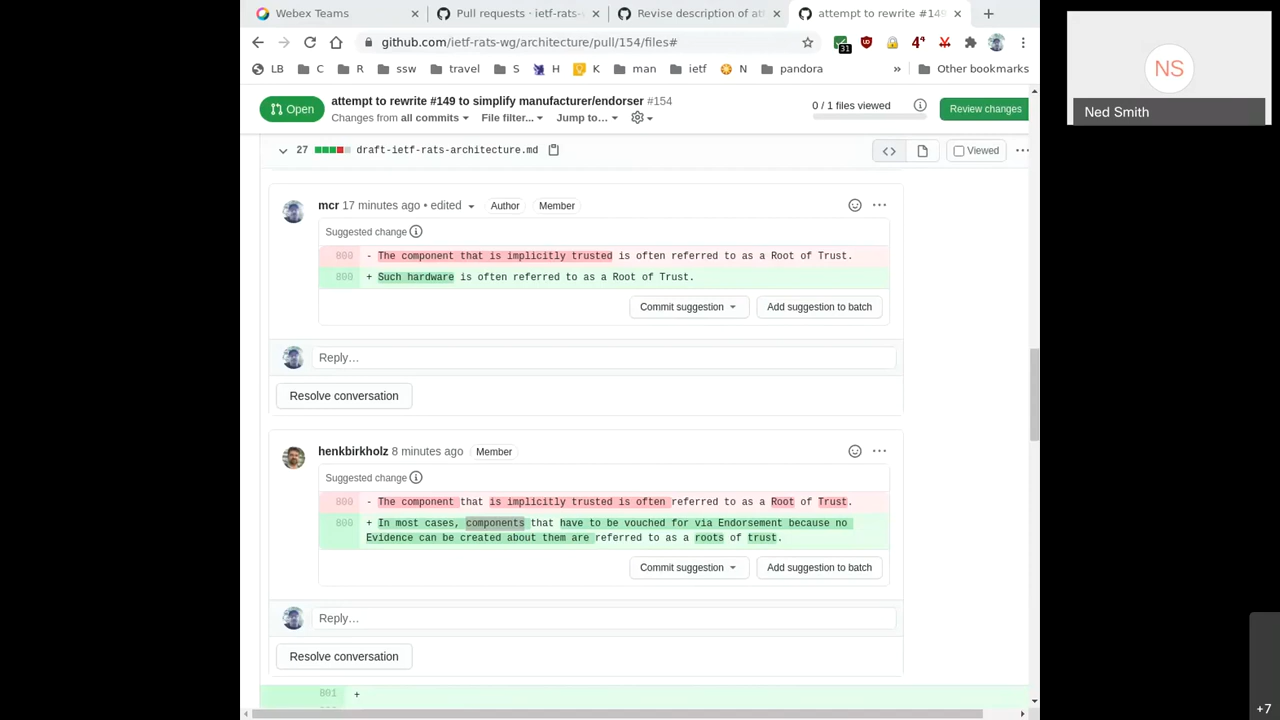 Webex Teams
Pull requests · ietf-rats-
Revise description of at
attempt to rewrite #149
github.com/ietf-rats-wg/architecture/pull/154/files#
31
4⁴
LB
C
R
ssw
travel
S
H
K
man
ietf
N
pandora
»
Other bookmarks
Open
attempt to rewrite #149 to simplify manufacturer/endorser #154
Changes from all commits
File filter...
Jump to…
0 / 1 files viewed
Review changes
27
draft-ietf-rats-architecture.md
Viewed
mcr 17 minutes ago • edited
Author
Member
Suggested change
800 - The component that is implicitly trusted is often referred to as a Root of Trust.
800 + Such hardware is often referred to as a Root of Trust.
Commit suggestion
Add suggestion to batch
Reply…
Resolve conversation
henkbirkholz 8 minutes ago
Member
Suggested change
800 - The component that is implicitly trusted is often referred to as a Root of Trust.
800 + In most cases, components that have to be vouched for via Endorsement because no
Evidence can be created about them are referred to as a roots of trust.
Commit suggestion
Add suggestion to batch
Reply…
Resolve conversation
801 +
NS
Ned Smith
+7